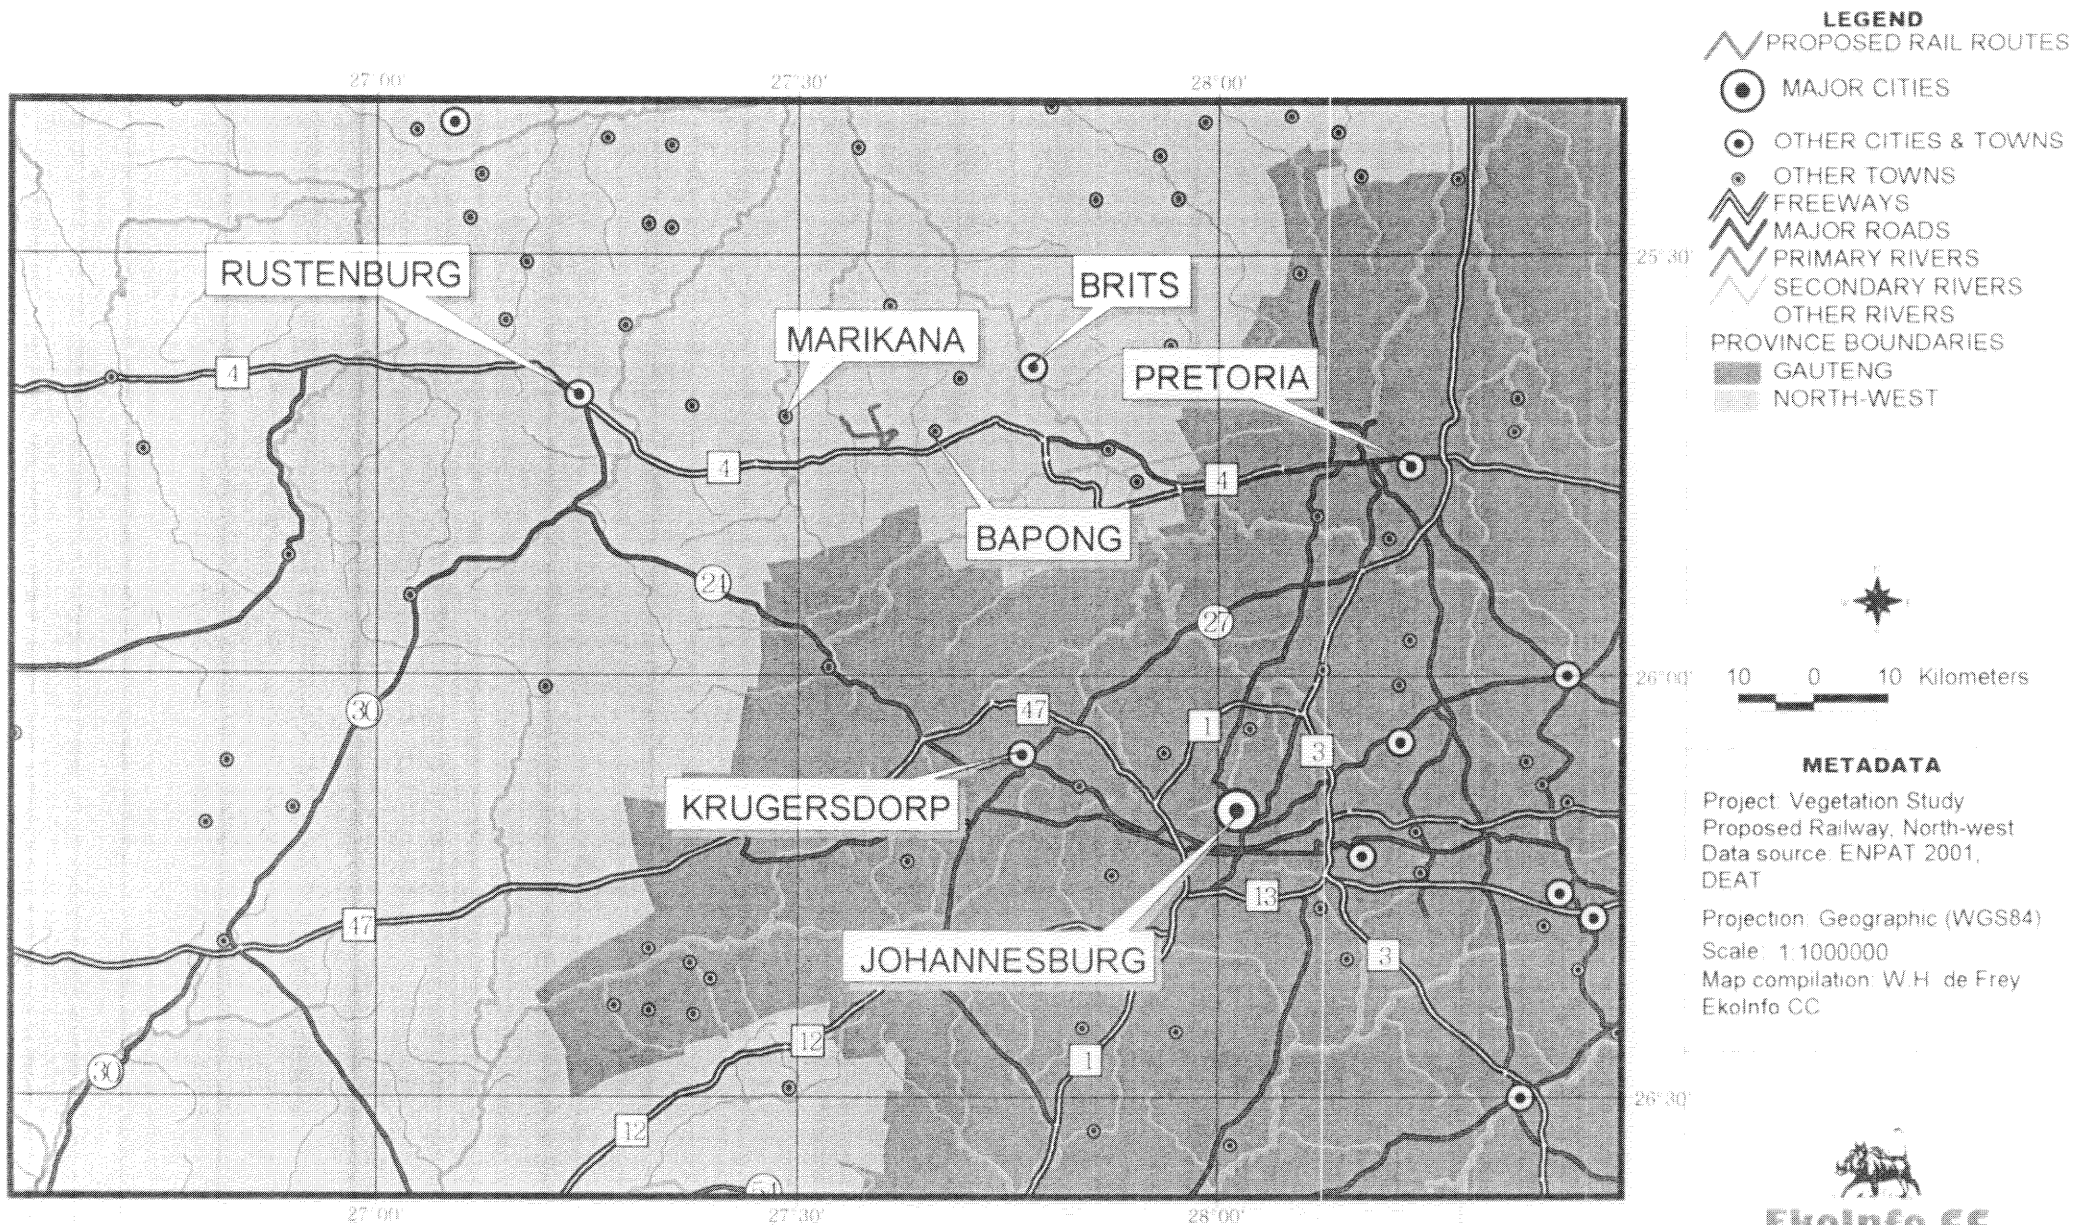 LEGEND
PROPOSED RAIL ROUTES
MAJOR CITIES
OTHER CITIES & TOWNS
OTHER TOWNS
FREEWAYS
MAJOR ROADS
PRIMARY RIVERS
SECONDARY RIVERS
OTHER RIVERS
PROVINCE BOUNDARIES
GAUTENG
NORTH-WEST
27°00'
27°30'
28°00'
25°30'
RUSTENBURG
BRITS
MARIKANA
PRETORIA
4
4
4
BAPONG
21
27
26°00'
30
47
1
3
KRUGERSDORP
47
13
JOHANNESBURG
3
12
1
30
12
26°30'
27°00'
27°30'
28°00'
10 0 10 Kilometers
METADATA
Project: Vegetation Study
Proposed Railway, North-west
Data source: ENPAT 2001,
DEAT
Projection: Geographic (WGS84)
Scale: 1:1000000
Map compilation: W.H. de Frey
EkoInfo CC
EkoInfo CC